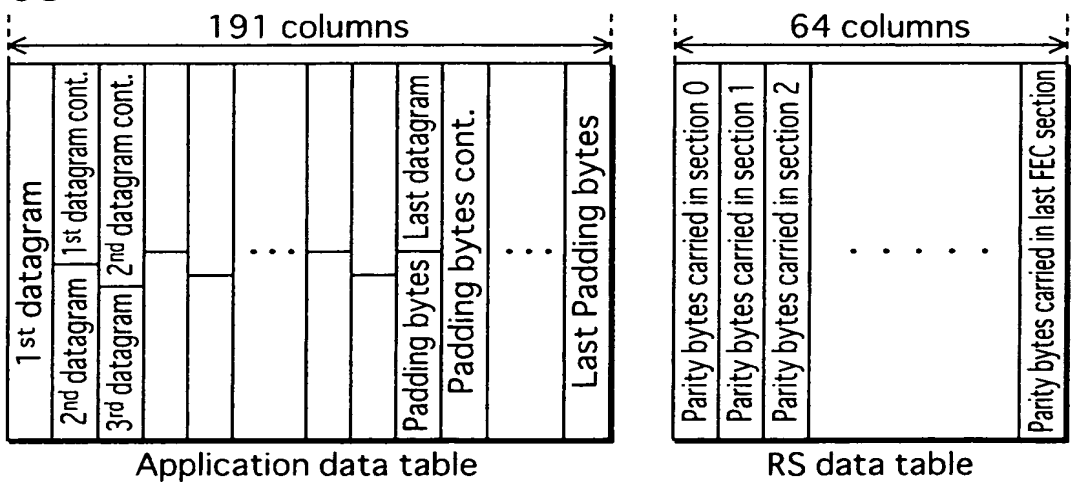 191 columns
1st datagram
1st datagram cont.
2nd datagram
2nd datagram cont.
3rd datagram
. . .
Last datagram
Padding bytes
Padding bytes cont.
. . .
Last Padding bytes
Application data table
64 columns
Parity bytes carried in section 0
Parity bytes carried in section 1
Parity bytes carried in section 2
. . . . .
Parity bytes carried in last FEC section
RS data table